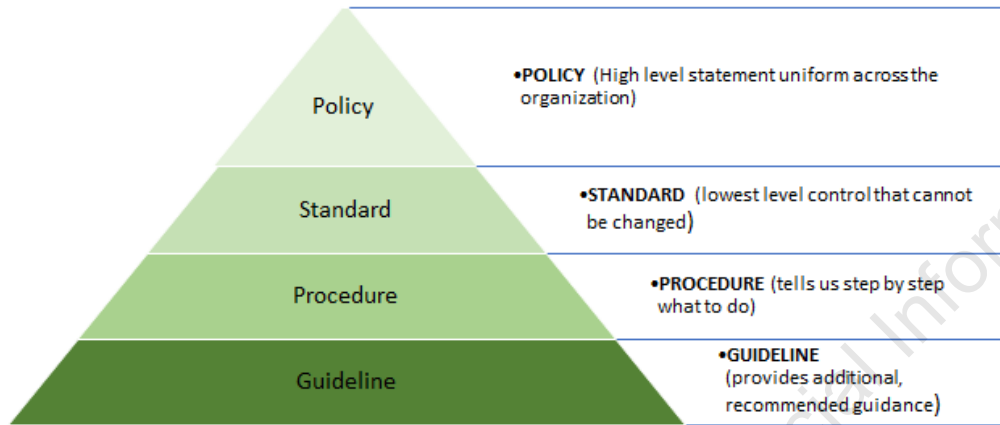 Policy
•POLICY (High level statement uniform across the
organization)
Standard
•STANDARD (lowest level control that cannot
be changed)
Procedure
•PROCEDURE (tells us step by step
what to do)
Guideline
•GUIDELINE
(provides additional,
recommended guidance)